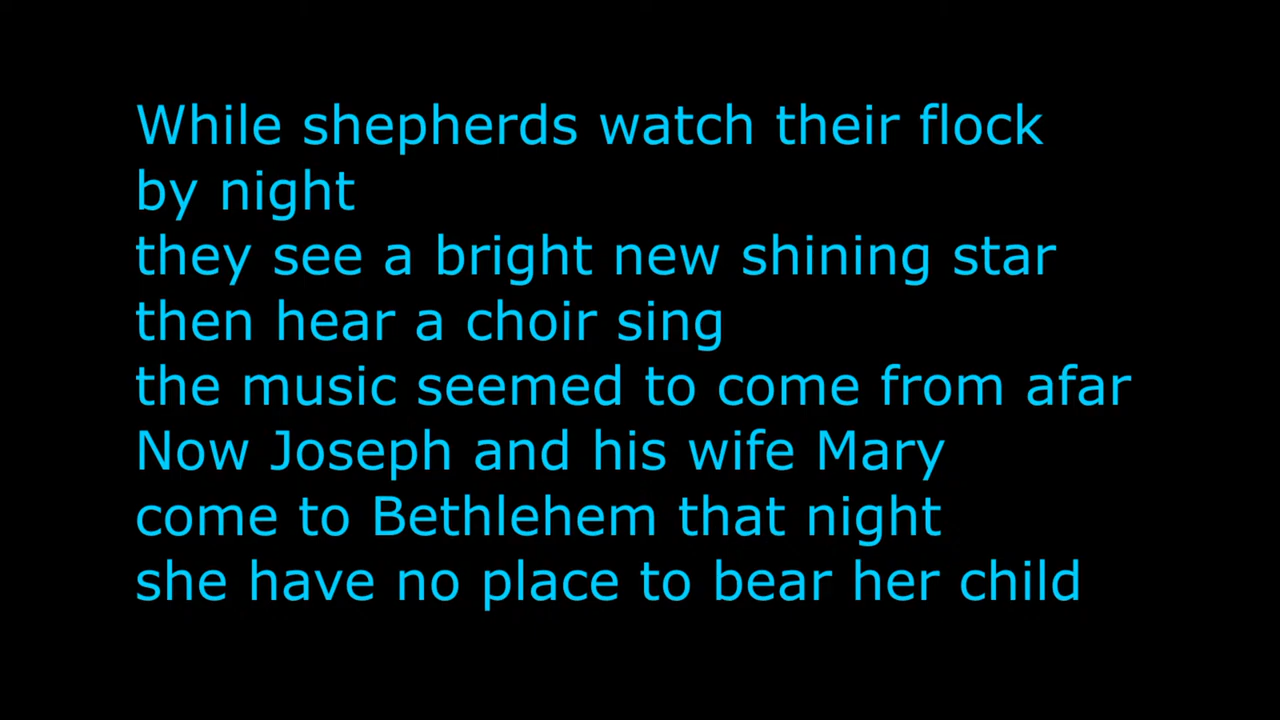 While shepherds watch their flock
by night
they see a bright new shining star
then hear a choir sing
the music seemed to come from afar
Now Joseph and his wife Mary
come to Bethlehem that night
she have no place to bear her child